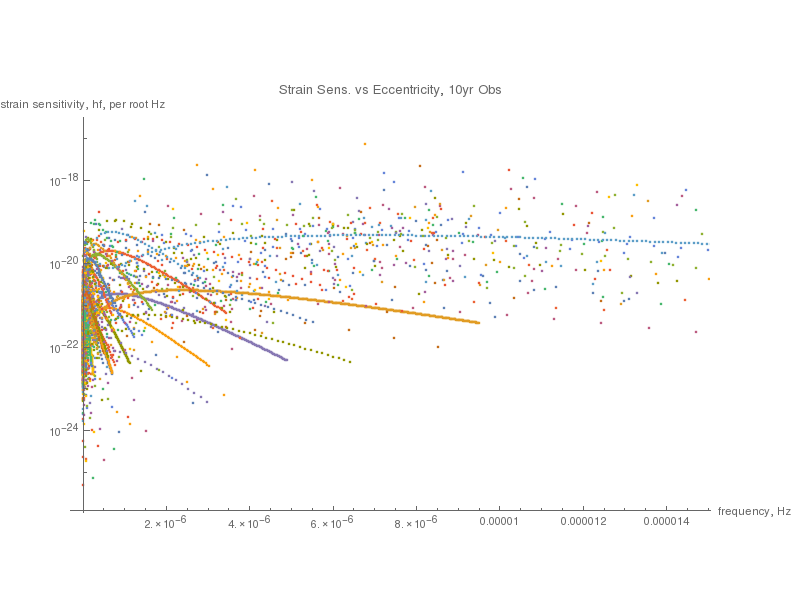 Strain Sens. vs Eccentricity, 10yr Obs
strain sensitivity, hf, per root Hz
10⁻¹⁸
10⁻²⁰
10⁻²²
10⁻²⁴
2. × 10⁻⁶ 4. × 10⁻⁶ 6. × 10⁻⁶ 8. × 10⁻⁶ 0.00001 0.000012 0.000014 frequency, Hz